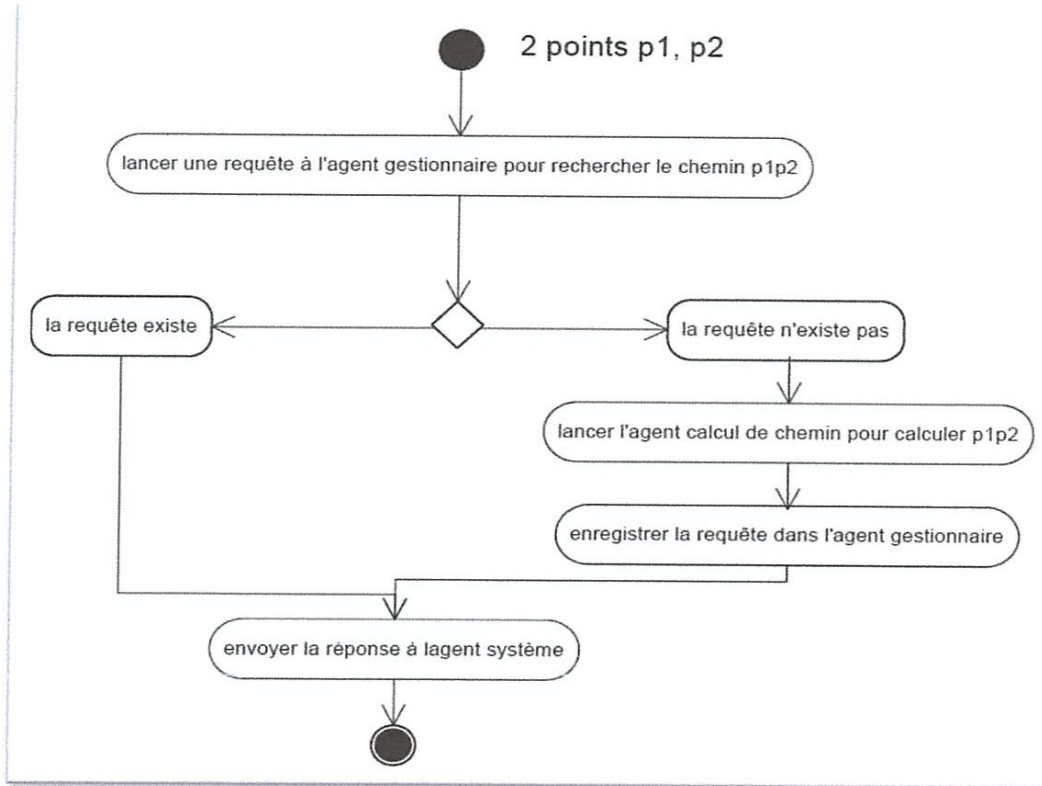 2 points p1, p2
lancer une requête à l'agent gestionnaire pour rechercher le chemin p1p2
la requête existe
la requête n'existe pas
lancer l'agent calcul de chemin pour calculer p1p2
enregistrer la requête dans l'agent gestionnaire
envoyer la réponse à lagent système